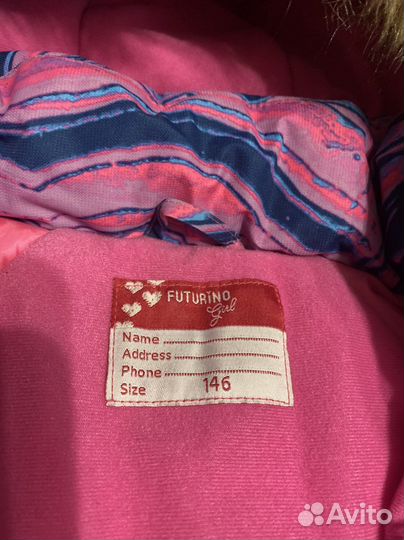 FUTURINO
Girl
Name
Address
Phone
Size 146
Avito